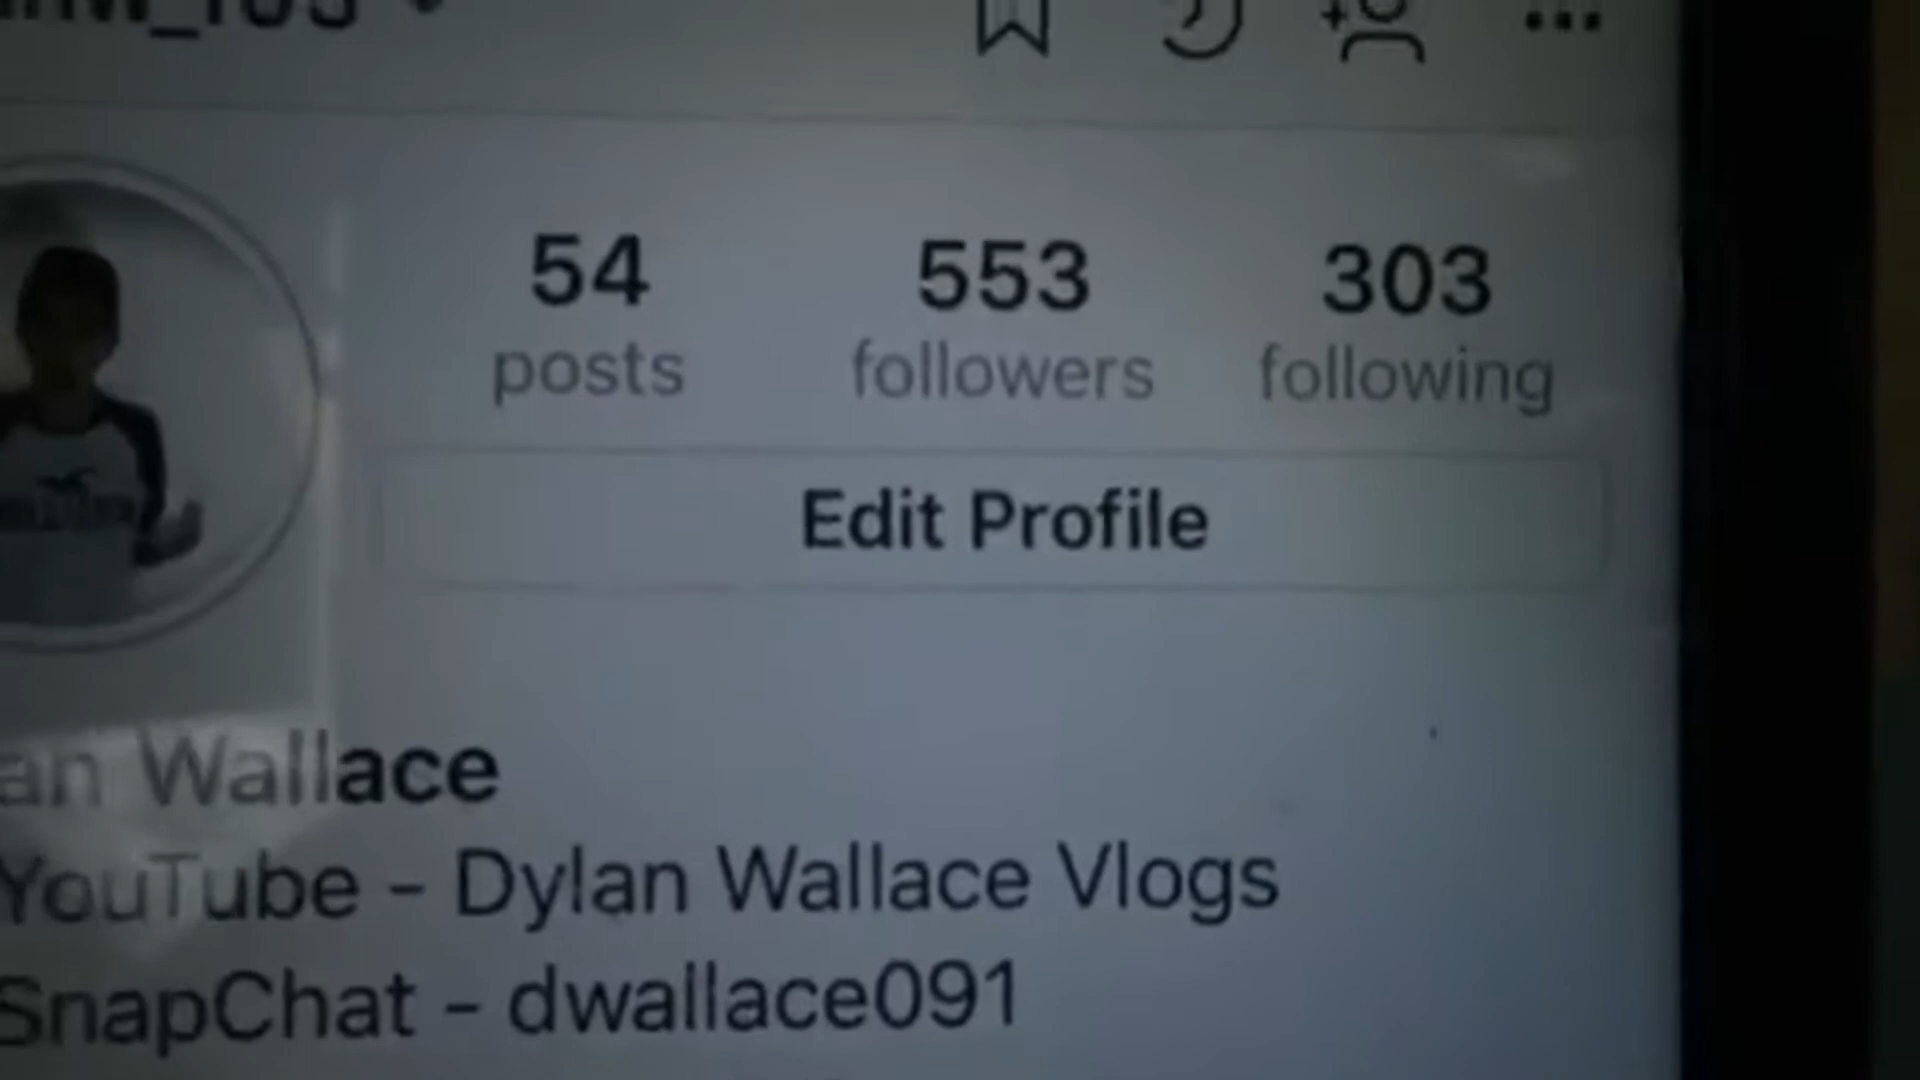 54 553 303
posts followers following
Edit Profile
Wallace
YouTube - Dylan Wallace Vlogs
SnapChat - dwallace091